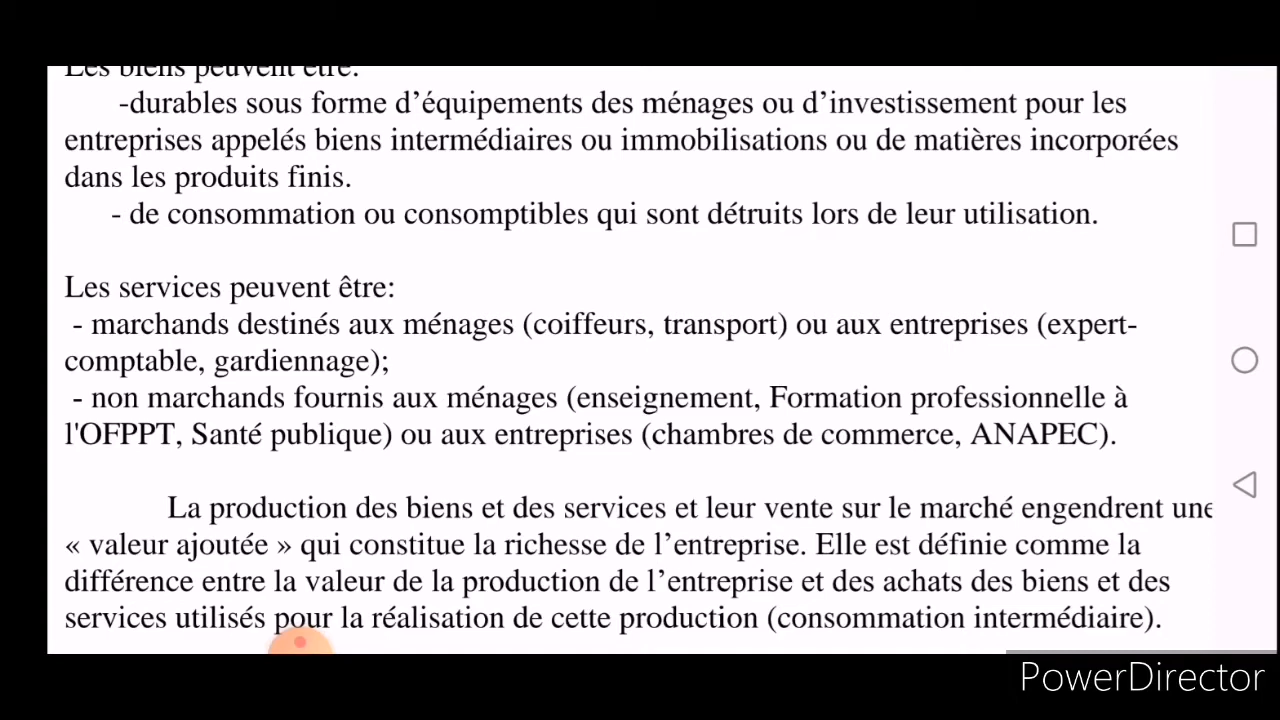 Les biens peuvent être:
-durables sous forme d’équipements des ménages ou d’investissement pour les
entreprises appelés biens intermédiaires ou immobilisations ou de matières incorporées
dans les produits finis.
- de consommation ou consomptibles qui sont détruits lors de leur utilisation.
Les services peuvent être:
- marchands destinés aux ménages (coiffeurs, transport) ou aux entreprises (expert-
comptable, gardiennage);
- non marchands fournis aux ménages (enseignement, Formation professionnelle à
l'OFPPT, Santé publique) ou aux entreprises (chambres de commerce, ANAPEC).
La production des biens et des services et leur vente sur le marché engendrent une
« valeur ajoutée » qui constitue la richesse de l’entreprise. Elle est définie comme la
différence entre la valeur de la production de l’entreprise et des achats des biens et des
services utilisés pour la réalisation de cette production (consommation intermédiaire).
PowerDirector